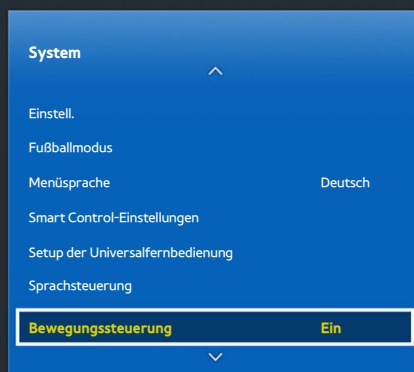 System
Einstell.
Fußballmodus
Menüsprache Deutsch
Smart Control-Einstellungen
Setup der Universalfernbedienung
Sprachsteuerung
Bewegungssteuerung Ein